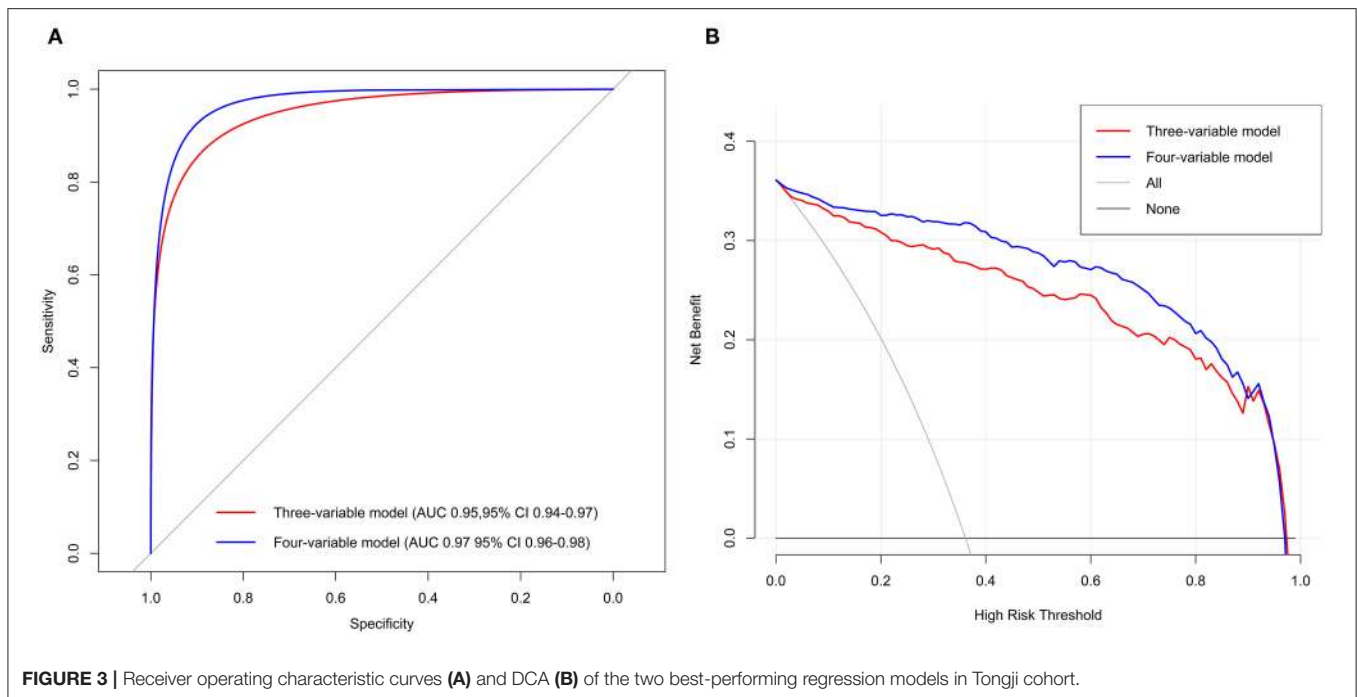 A
1.0
0.8
0.6
0.4
0.2
0.0
Sensitivity
Three-variable model (AUC 0.95,95% CI 0.94-0.97)
Four-variable model (AUC 0.97 95% CI 0.96-0.98)
1.0 0.8 0.6 0.4 0.2 0.0
Specificity
B
Three-variable model
Four-variable model
All
None
0.4
0.3
0.2
0.1
0.0
Net Benefit
0.0 0.2 0.4 0.6 0.8 1.0
High Risk Threshold
FIGURE 3 | Receiver operating characteristic curves (A) and DCA (B) of the two best-performing regression models in Tongji cohort.